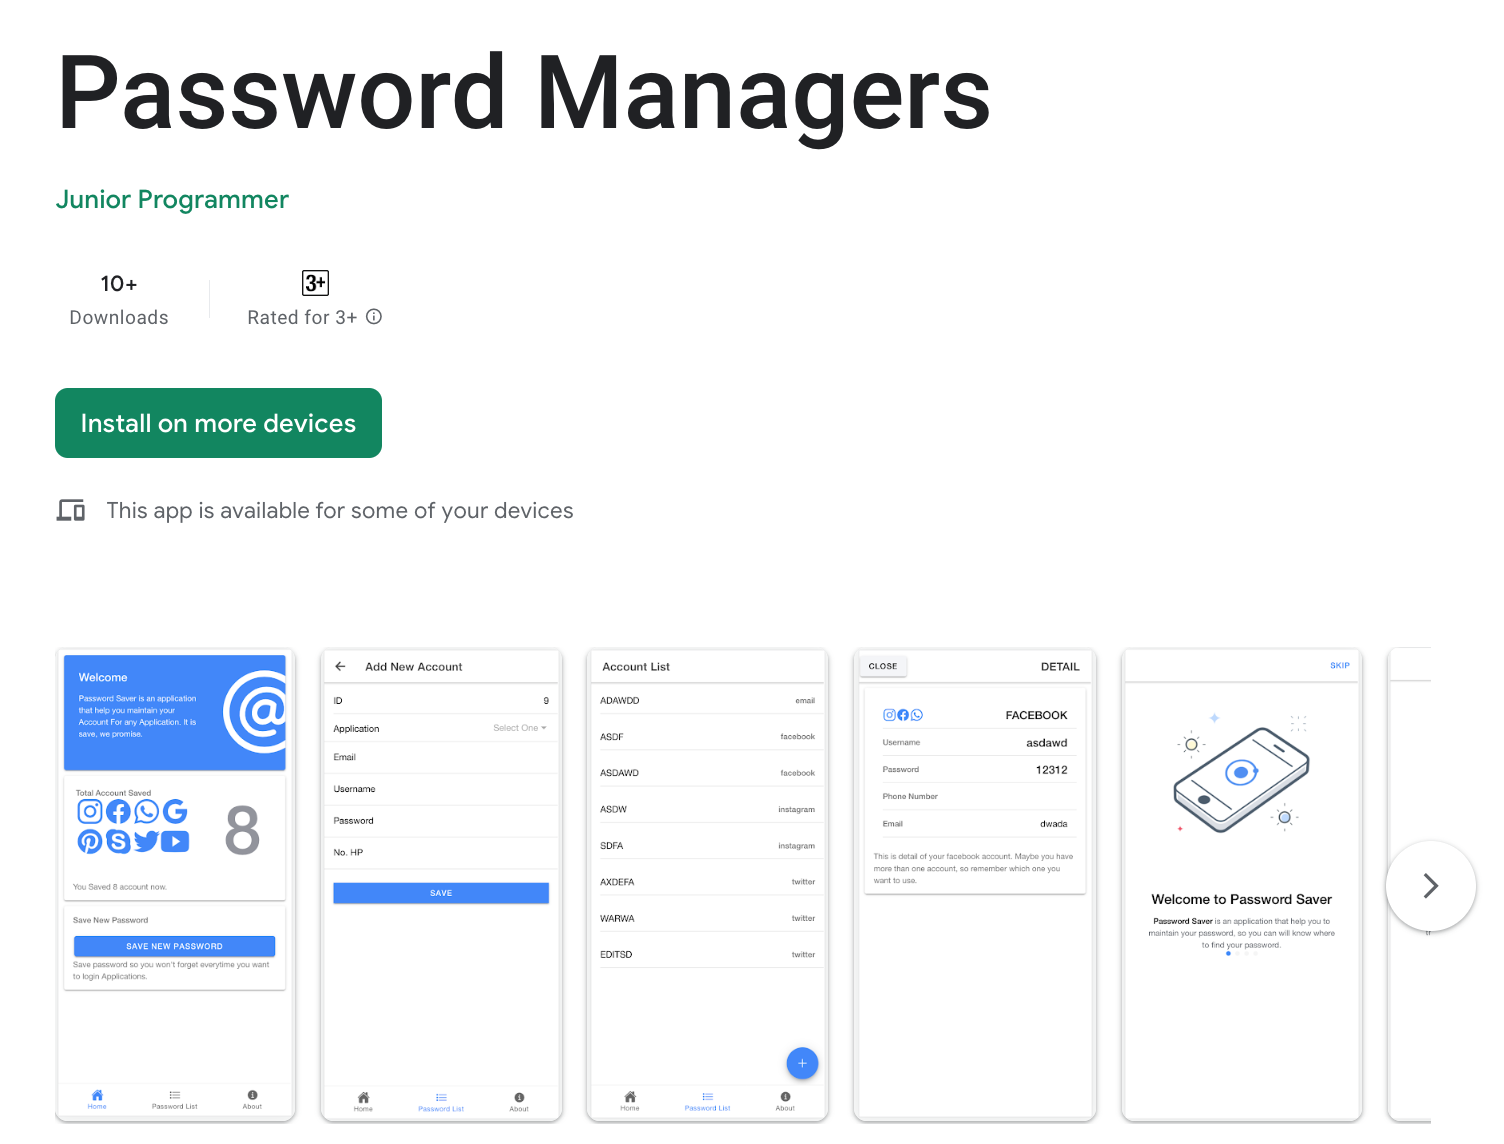 Password Managers
Junior Programmer
10+
Downloads
3+
Rated for 3+
Install on more devices
This app is available for some of your devices
Welcome
Password Saver is an application
that help you maintain your
Account For any Application. It is
save, we promise.
Total Account Saved
8
You Saved 8 account now.
Save New Password
SAVE NEW PASSWORD
Save password so you won't forget everytime you want
to login Applications.
Home
Password List
About
Add New Account
ID 9
Application Select One
Email
Username
Password
No. HP
SAVE
Home
Password List
About
Account List
ADAWDD email
ASDF facebook
ASDAWD facebook
ASDW instagram
SDFA instagram
AXDEFA twitter
WARWA twitter
EDITSD twitter
+
Home
Password List
About
CLOSE DETAIL
FACEBOOK
Username asdawd
Password 12312
Phone Number
Email dwada
This is detail of your facebook account. Maybe you have
more than one account, so remember which one you
want to use.
SKIP
Welcome to Password Saver
Password Saver is an application that help you to
maintain your password, so you can will know where
to find your password.